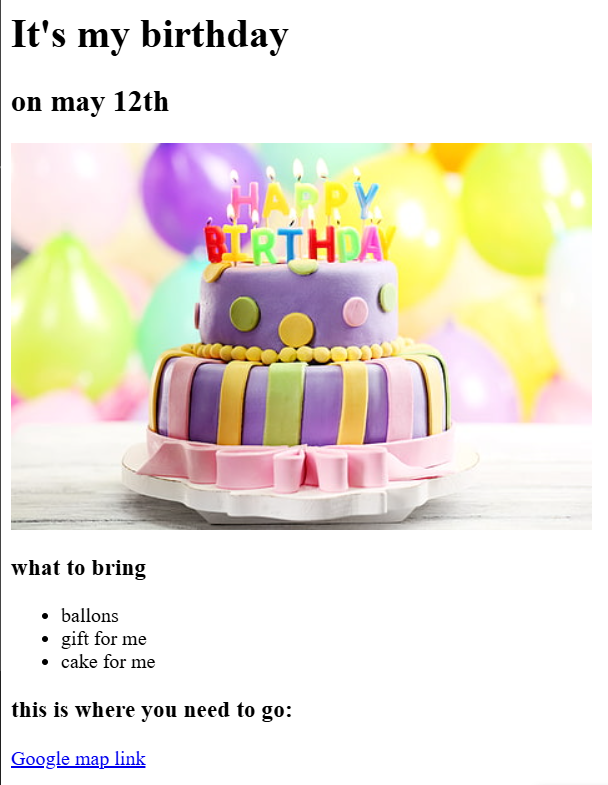 It's my birthday
on may 12th
HAPPY
BIRTHDAY
what to bring
ballons
gift for me
cake for me
this is where you need to go:
Google map link